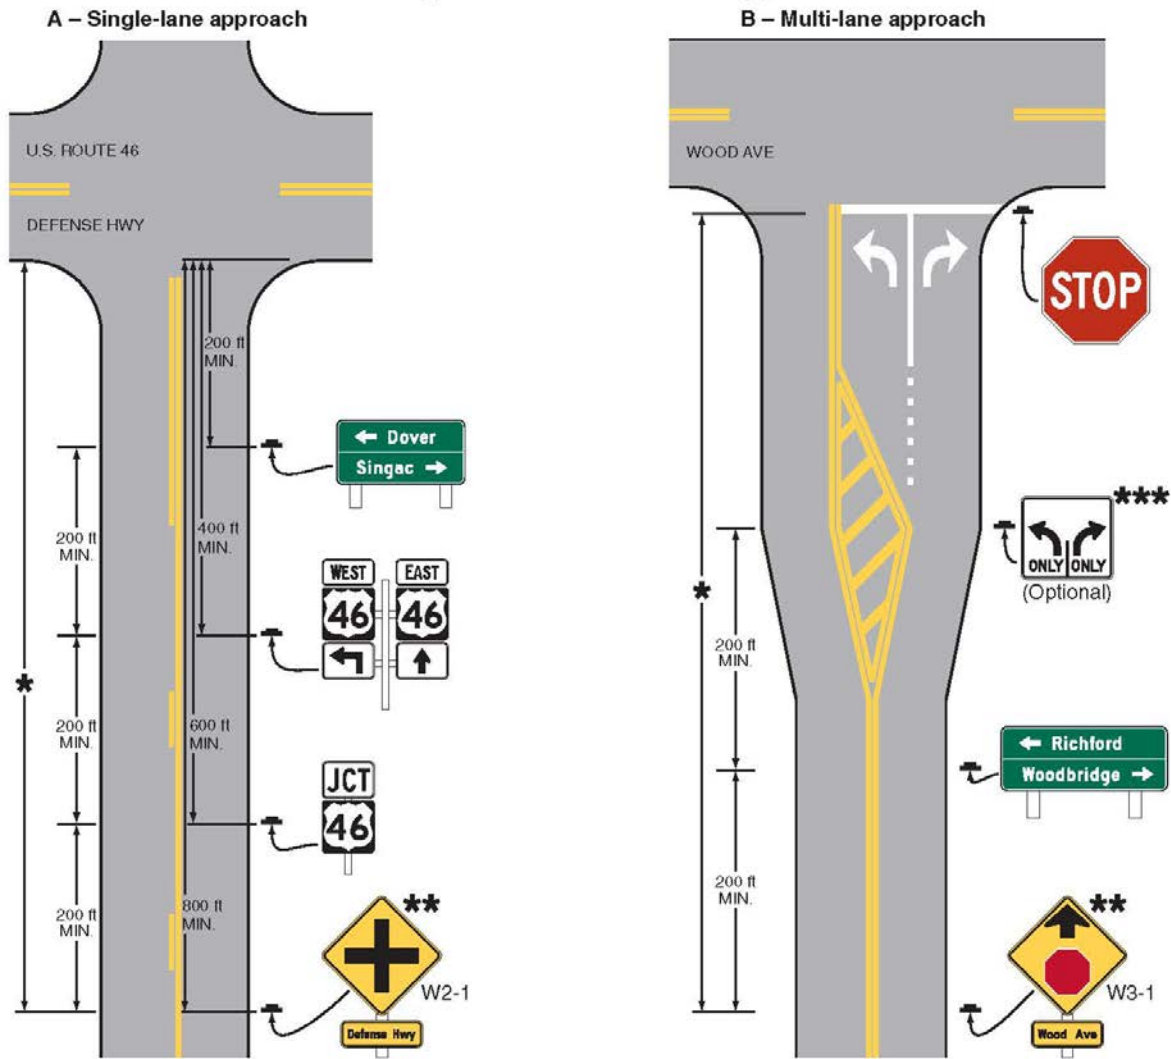 A – Single-lane approach
U.S. ROUTE 46
DEFENSE HWY
200 ft
MIN.
← Dover
Singac →
200 ft
MIN.
400 ft
MIN.
WEST
46
EAST
46
*
200 ft
MIN.
600 ft
MIN.
JCT
46
200 ft
MIN.
800 ft
MIN.
**
W2-1
Defense Hwy
B – Multi-lane approach
WOOD AVE
STOP
***
ONLY ONLY
(Optional)
*
200 ft
MIN.
← Richford
Woodbridge →
200 ft
MIN.
**
W3-1
Wood Ave